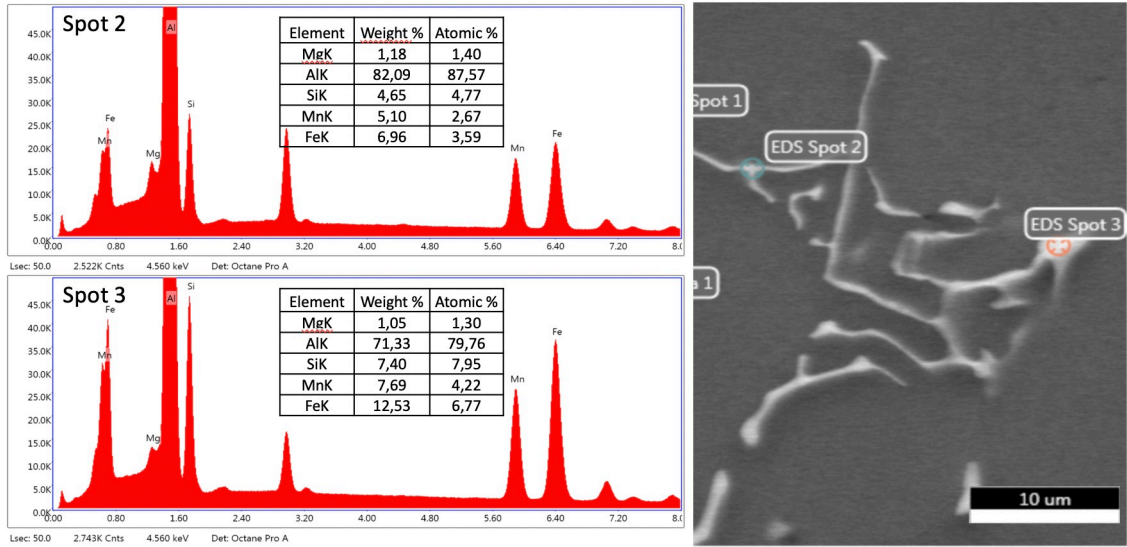 Spot 2
Element Weight % Atomic %
MgK 1,18 1,40
AlK 82,09 87,57
SiK 4,65 4,77
MnK 5,10 2,67
FeK 6,96 3,59
45.0K
40.0K
35.0K
30.0K
25.0K
20.0K
15.0K
10.0K
5.0K
0.0K
Fe
Mn
Mg
Al
Si
Mn
Fe
0.00 0.80 1.60 2.40 3.20 4.00 4.80 5.60 6.40 7.20 8.0
Lsec: 50.0 2.522K Cnts 4.560 keV Det: Octane Pro A
Spot 3
Element Weight % Atomic %
MgK 1,05 1,30
AlK 71,33 79,76
SiK 7,40 7,95
MnK 7,69 4,22
FeK 12,53 6,77
45.0K
40.0K
35.0K
30.0K
25.0K
20.0K
15.0K
10.0K
5.0K
0.0K
Fe
Mn
Mg
Al
Si
Mn
Fe
0.00 0.80 1.60 2.40 3.20 4.00 4.80 5.60 6.40 7.20 8.0
Lsec: 50.0 2.743K Cnts 4.560 keV Det: Octane Pro A
Spot 1
EDS Spot 2
EDS Spot 3
a 1
10 um